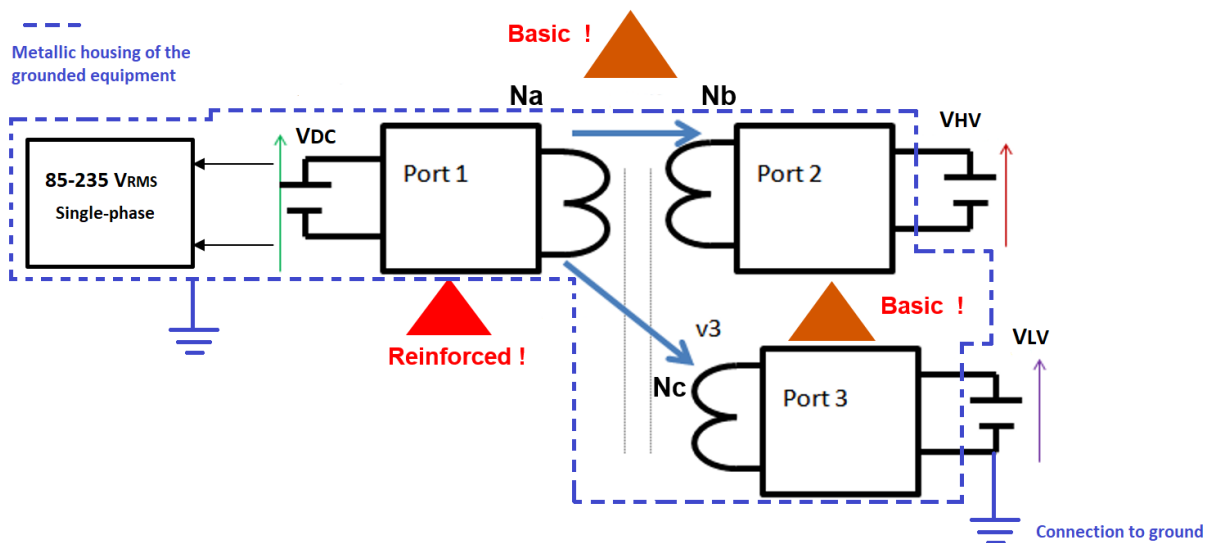 Basic !
Metallic housing of the
grounded equipment
Na
Nb
VDC
VHV
85-235 VRMS
Single-phase
Port 1
Port 2
Basic !
Reinforced !
v3
VLV
Nc
Port 3
Connection to ground